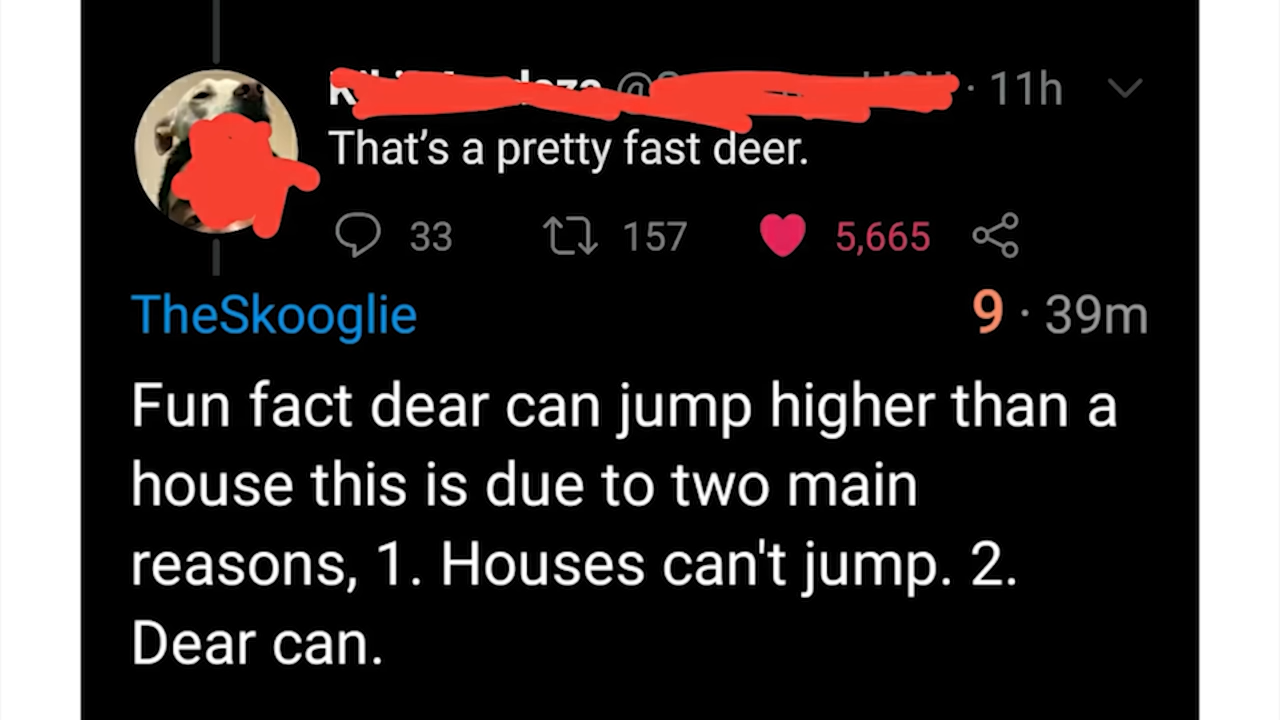 · 11h
That’s a pretty fast deer.
33 157 5,665
TheSkooglie 9 · 39m
Fun fact dear can jump higher than a
house this is due to two main
reasons, 1. Houses can't jump. 2.
Dear can.